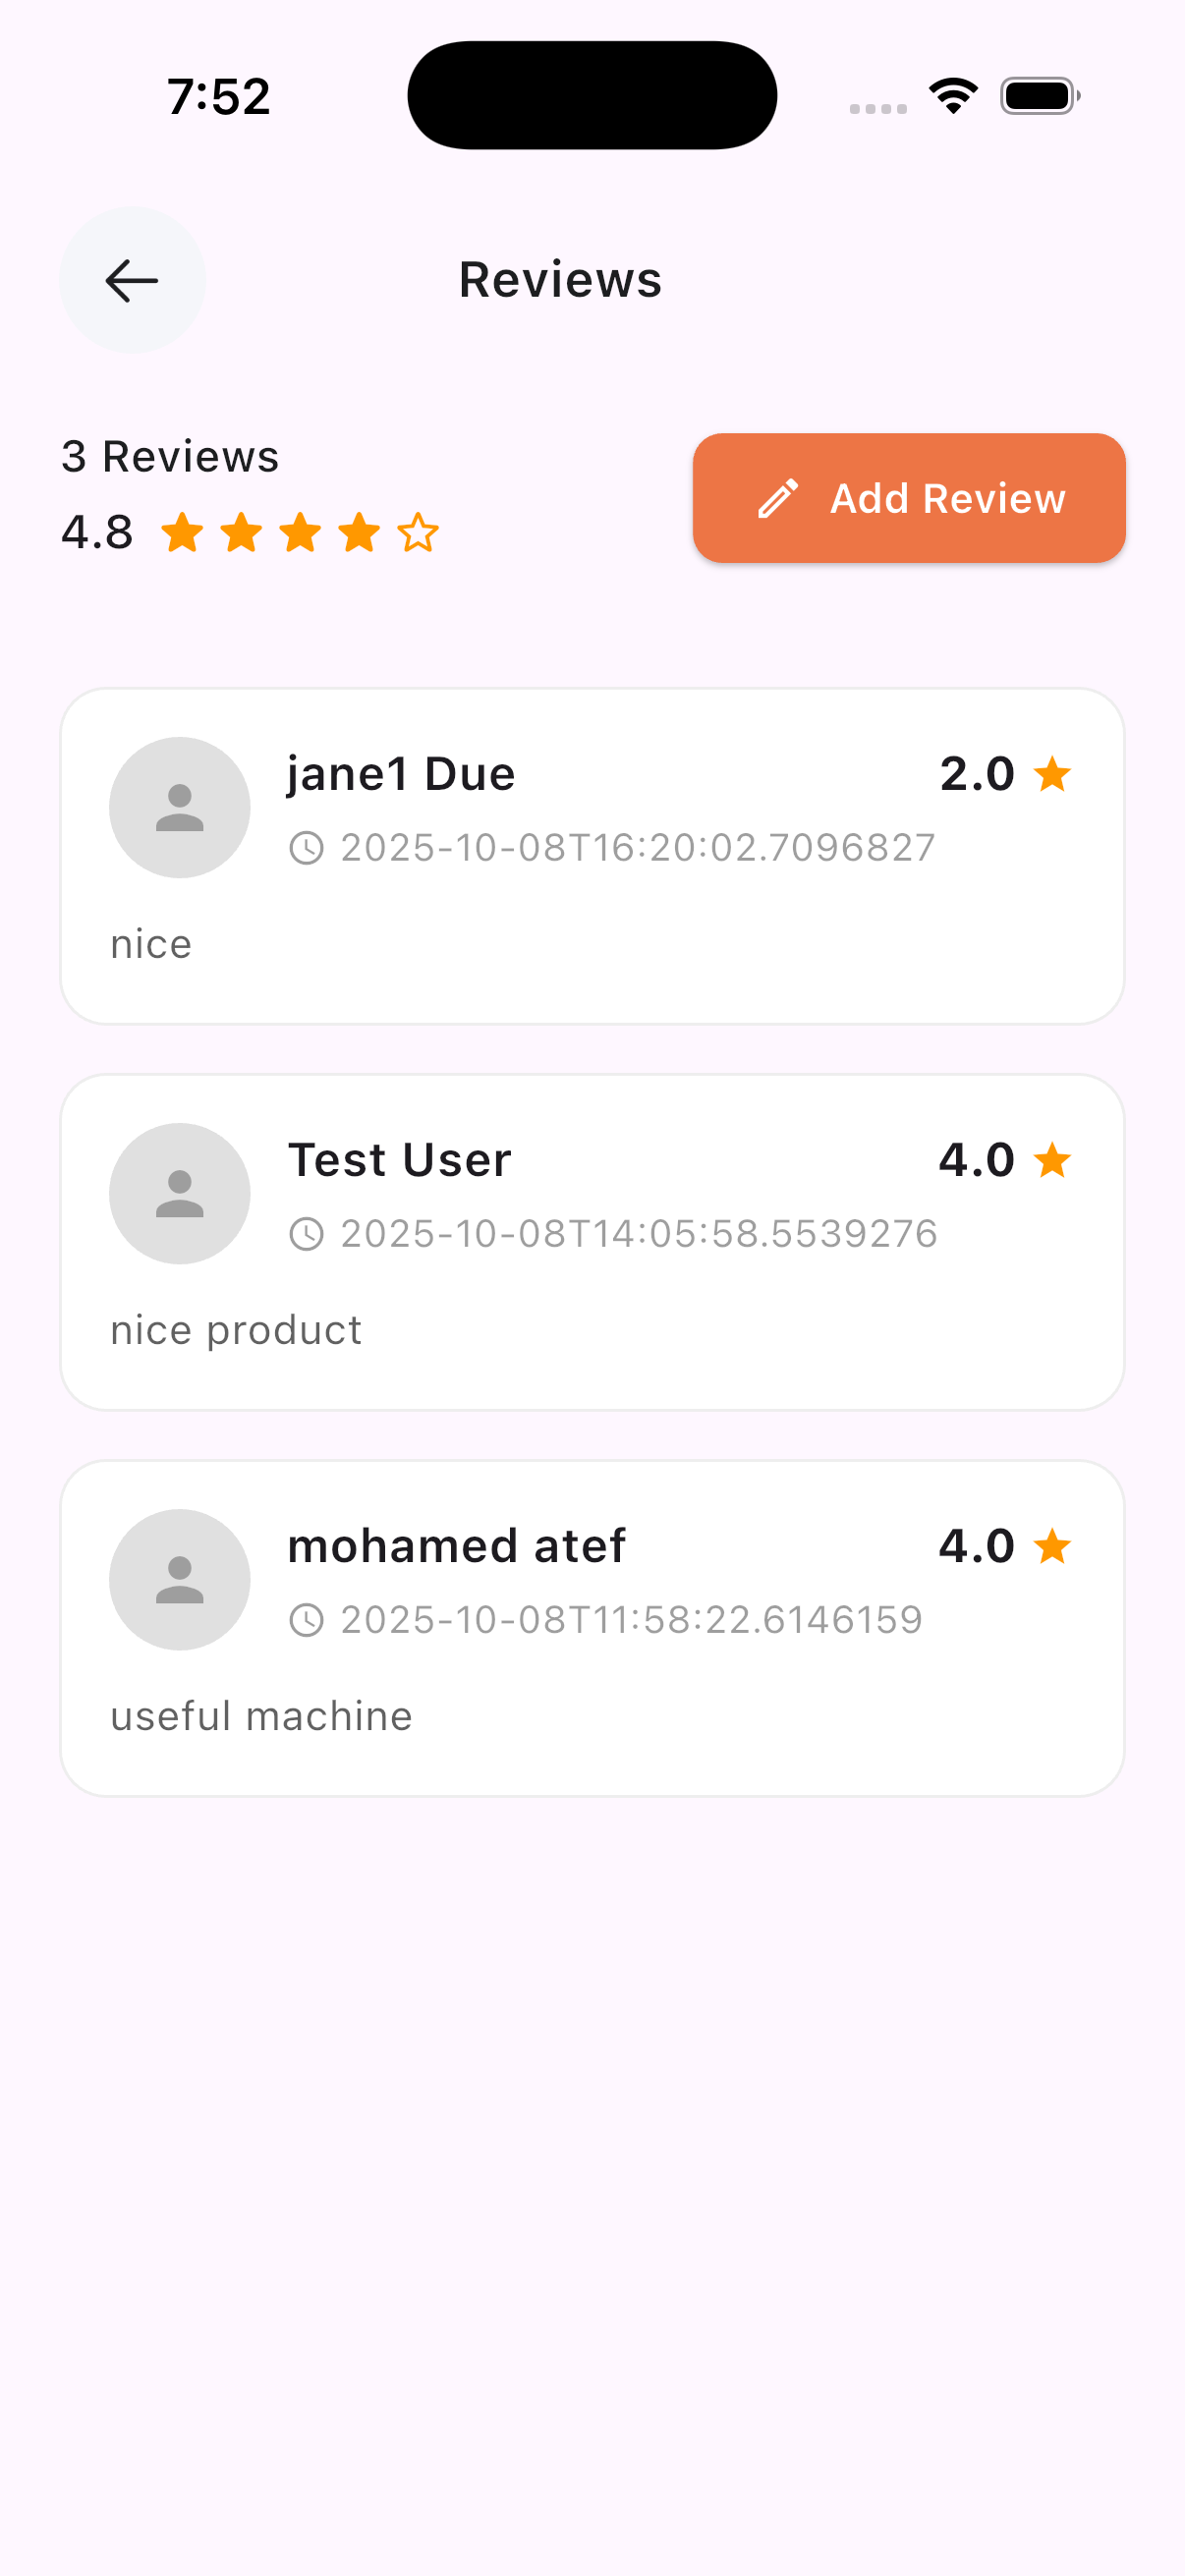 7:52
Reviews
3 Reviews
4.8
Add Review
jane1 Due
2.0
2025-10-08T16:20:02.7096827
nice
Test User
4.0
2025-10-08T14:05:58.5539276
nice product
mohamed atef
4.0
2025-10-08T11:58:22.6146159
useful machine